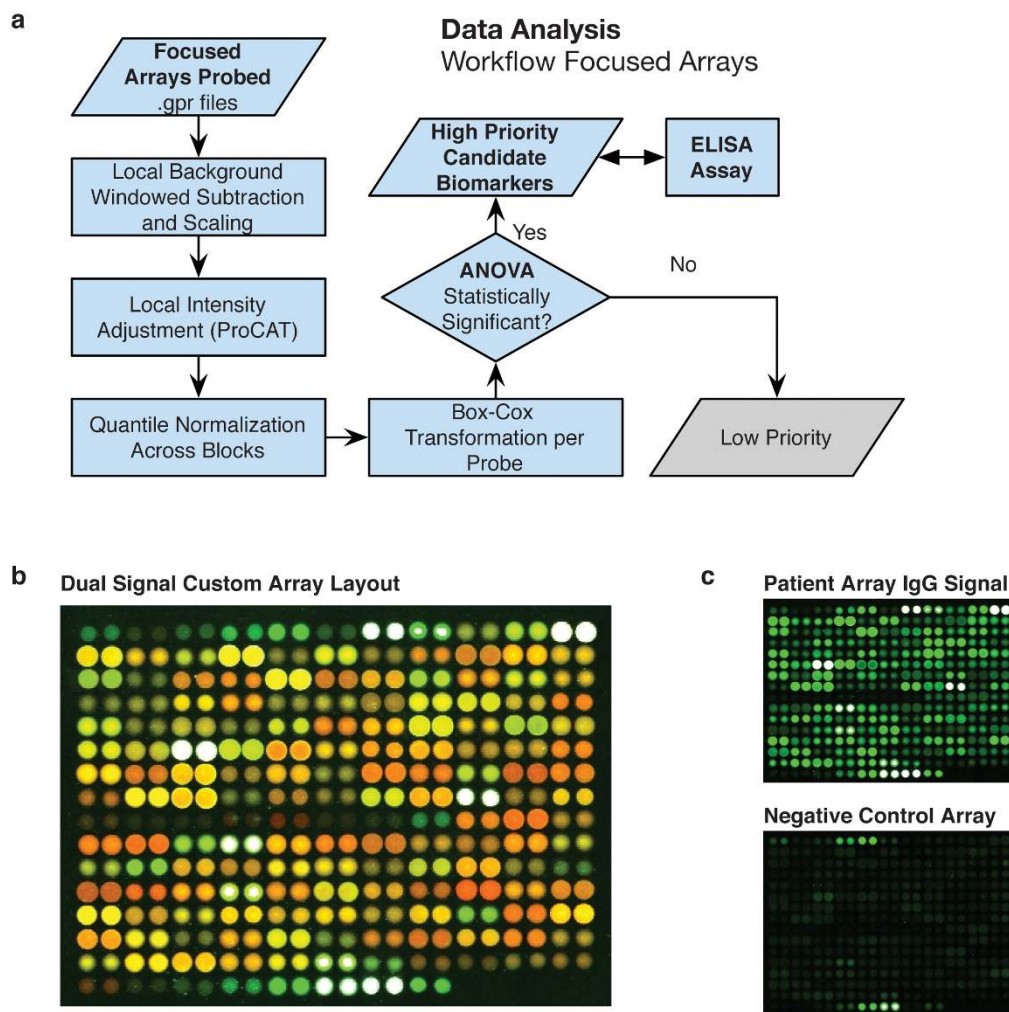 a
Data Analysis
Workflow Focused Arrays
Focused
Arrays Probed
.gpr files
Local Background
Windowed Subtraction
and Scaling
Local Intensity
Adjustment (ProCAT)
Quantile Normalization
Across Blocks
Box-Cox
Transformation per
Probe
ANOVA
Statistically
Significant?
Yes
No
High Priority
Candidate
Biomarkers
ELISA
Assay
Low Priority
b
Dual Signal Custom Array Layout
c
Patient Array IgG Signal
Negative Control Array